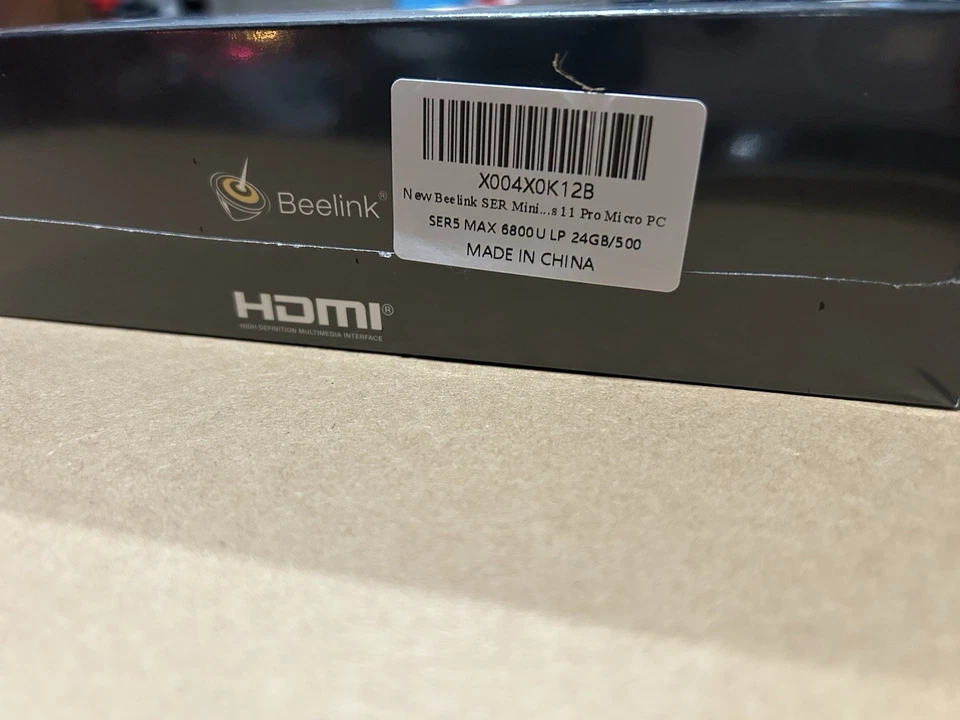 X004X0K12B
New Beelink SER Mini...s 11 Pro Micro PC
SER5 MAX 6800U LP 24GB/500
MADE IN CHINA
Beelink®
HDMI®
HIGH DEFINITION MULTIMEDIA INTERFACE